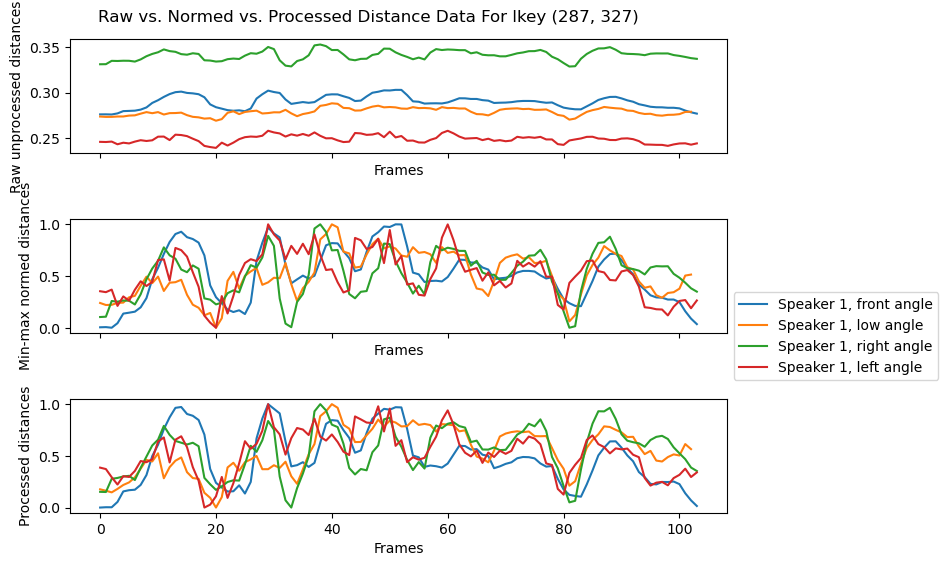 Raw vs. Normed vs. Processed Distance Data For Ikey (287, 327)
Raw unprocessed distances
0.35
0.30
0.25
Frames
Min-max normed distances
1.0
0.5
0.0
Frames
Speaker 1, front angle
Speaker 1, low angle
Speaker 1, right angle
Speaker 1, left angle
Processed distances
1.0
0.5
0.0
0 20 40 60 80 100
Frames